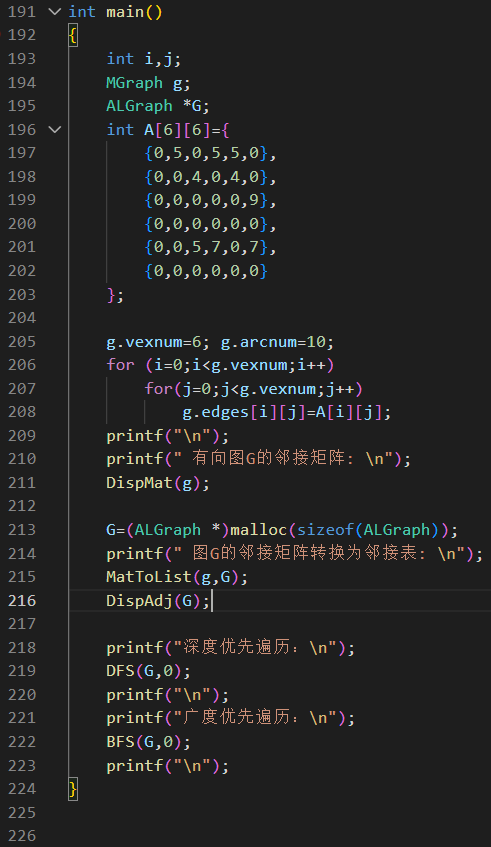 191 int main()
192 {
193 int i,j;
194 MGraph g;
195 ALGraph *G;
196 int A[6][6]={
197 {0,5,0,5,5,0},
198 {0,0,4,0,4,0},
199 {0,0,0,0,0,9},
200 {0,0,0,0,0,0},
201 {0,0,5,7,0,7},
202 {0,0,0,0,0,0}
203 };
204
205 g.vexnum=6; g.arcnum=10;
206 for (i=0;i<g.vexnum;i++)
207 for(j=0;j<g.vexnum;j++)
208 g.edges[i][j]=A[i][j];
209 printf("\n");
210 printf(" 有向图G的邻接矩阵: \n");
211 DispMat(g);
212
213 G=(ALGraph *)malloc(sizeof(ALGraph));
214 printf(" 图G的邻接矩阵转换为邻接表: \n");
215 MatToList(g,G);
216 DispAdj(G);
217
218 printf("深度优先遍历：\n");
219 DFS(G,0);
220 printf("\n");
221 printf("广度优先遍历：\n");
222 BFS(G,0);
223 printf("\n");
224 }
225
226